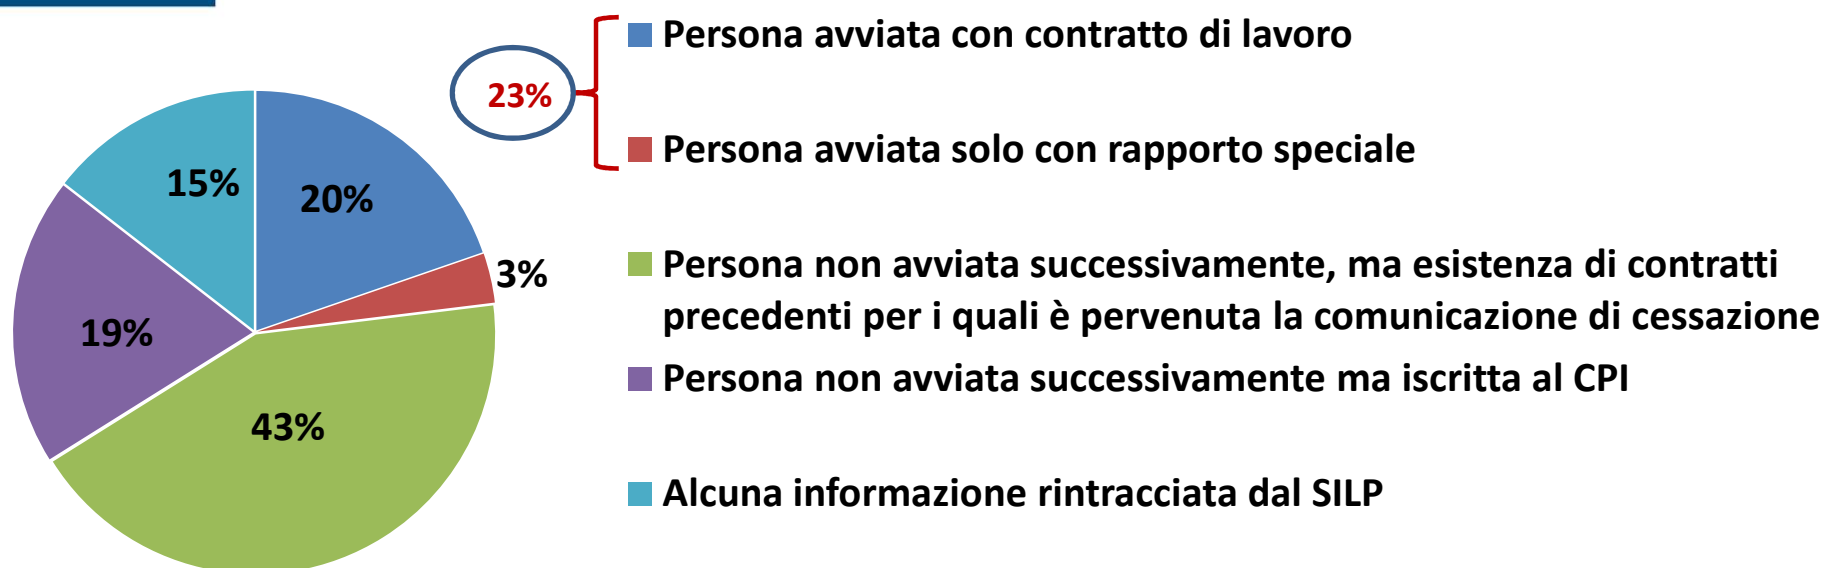 Persona avviata con contratto di lavoro
23%
Persona avviata solo con rapporto speciale
15%
20%
Persona non avviata successivamente, ma esistenza di contratti
precedenti per i quali è pervenuta la comunicazione di cessazione
3%
19%
Persona non avviata successivamente ma iscritta al CPI
43%
Alcuna informazione rintracciata dal SILP